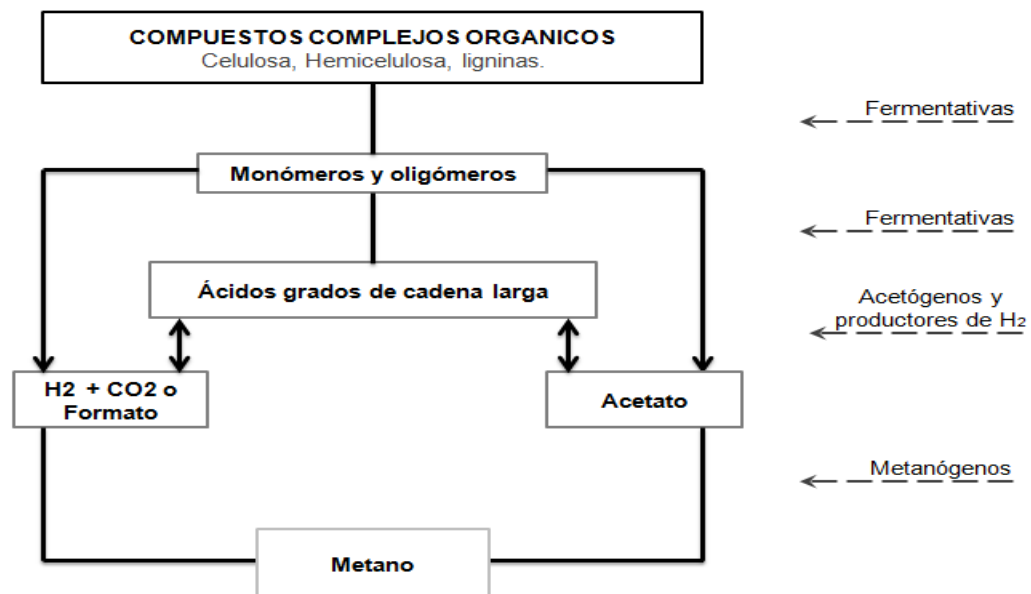 COMPUESTOS COMPLEJOS ORGANICOS
Celulosa, Hemicelulosa, ligninas.
Fermentativas
Monómeros y oligómeros
Fermentativas
Ácidos grados de cadena larga
Acetógenos y
productores de H2
H2 + CO2 o
Formato
Acetato
Metanógenos
Metano